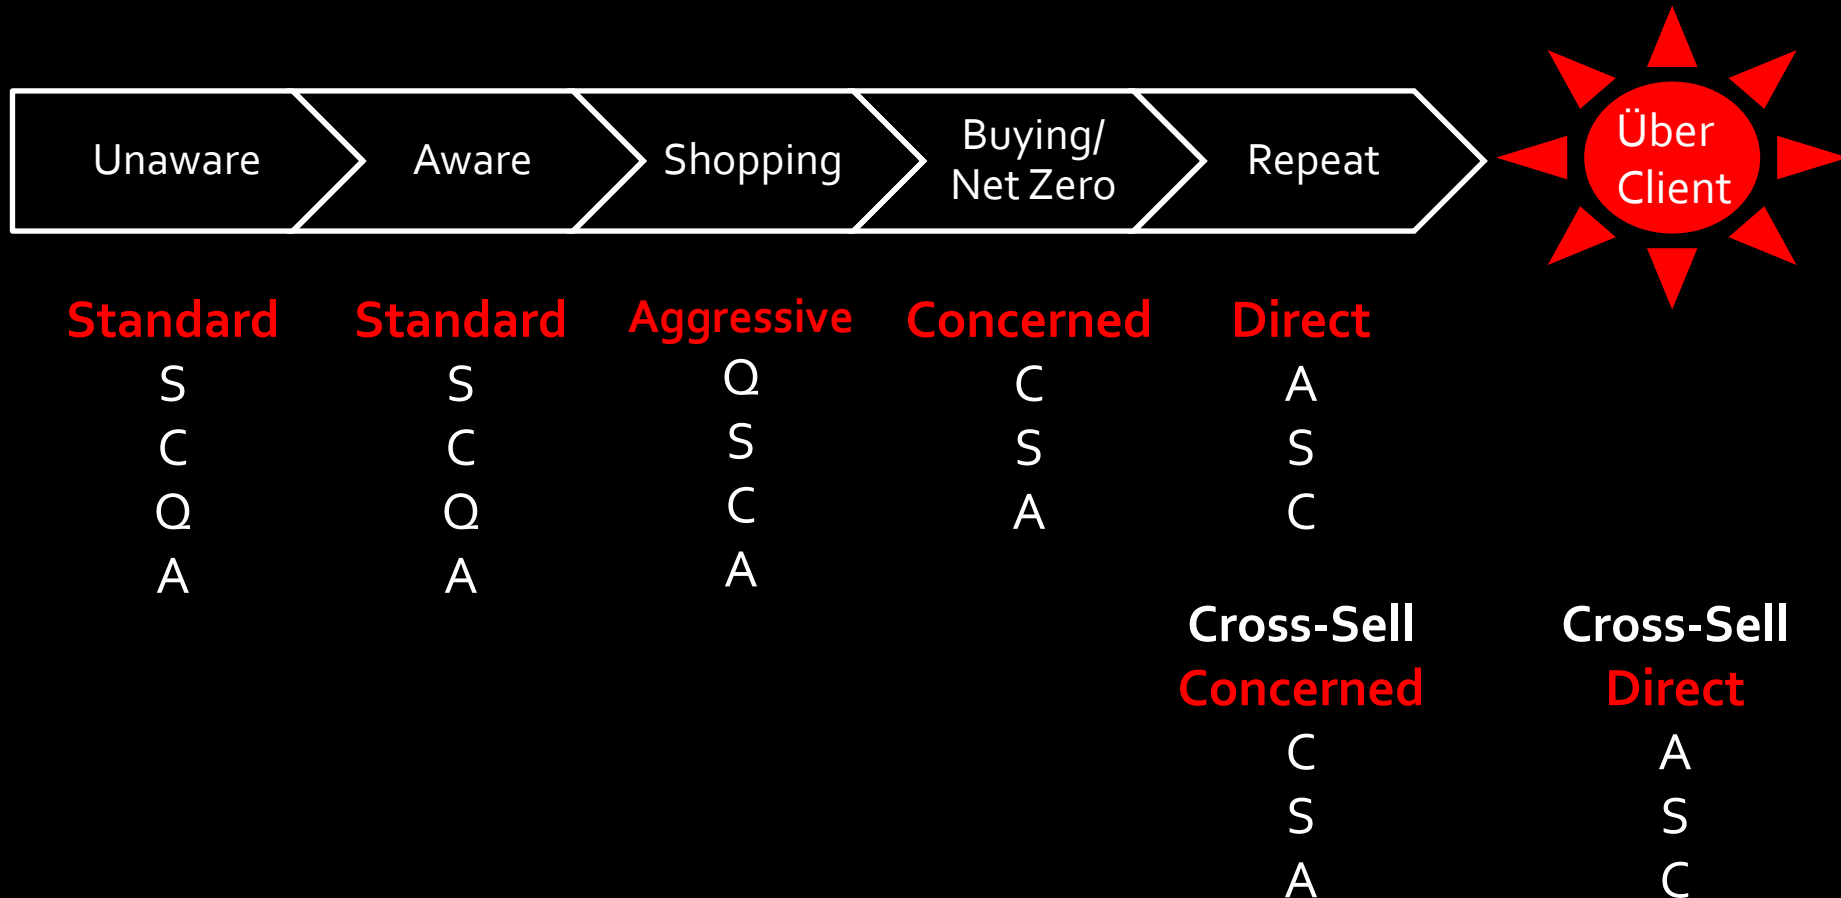 Unaware
Aware
Shopping
Buying/
Net Zero
Repeat
Über
Client
Standard
S
C
Q
A
Standard
S
C
Q
A
Aggressive
Q
S
C
A
Concerned
C
S
A
Direct
A
S
C
Cross-Sell
Concerned
C
S
A
Cross-Sell
Direct
A
S
C